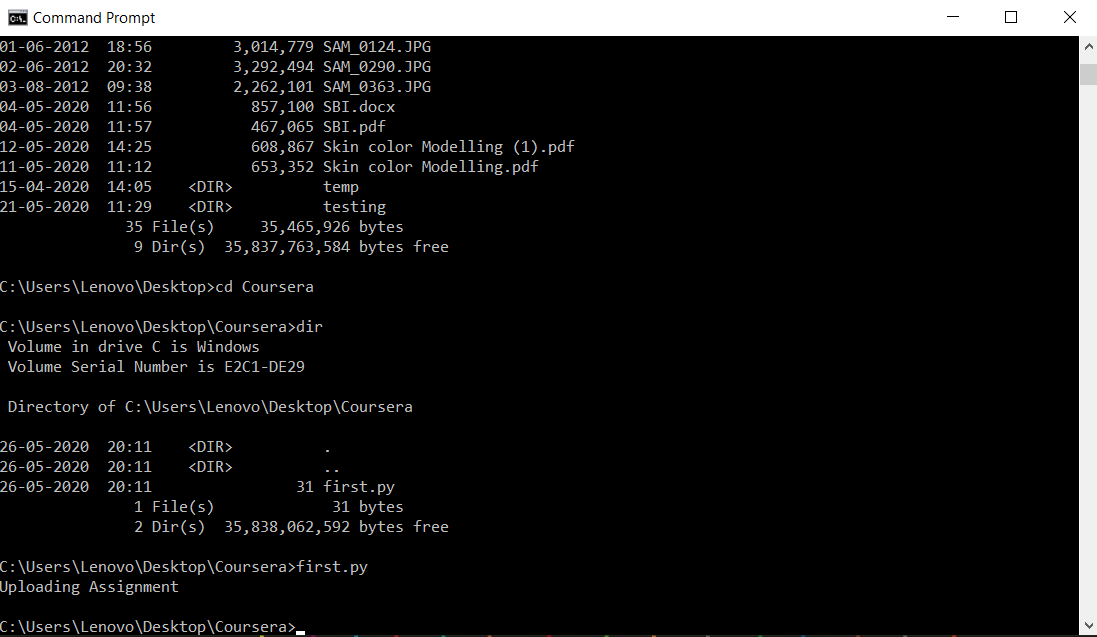 Command Prompt
01-06-2012  18:56         3,014,779 SAM_0124.JPG
02-06-2012  20:32         3,292,494 SAM_0290.JPG
03-08-2012  09:38         2,262,101 SAM_0363.JPG
04-05-2020  11:56           857,100 SBI.docx
04-05-2020  11:57           467,065 SBI.pdf
12-05-2020  14:25           608,867 Skin color Modelling (1).pdf
11-05-2020  11:12           653,352 Skin color Modelling.pdf
15-04-2020  14:05    <DIR>          temp
21-05-2020  11:29    <DIR>          testing
              35 File(s)     35,465,926 bytes
               9 Dir(s)  35,837,763,584 bytes free
C:\Users\Lenovo\Desktop>cd Coursera
C:\Users\Lenovo\Desktop\Coursera>dir
 Volume in drive C is Windows
 Volume Serial Number is E2C1-DE29
 Directory of C:\Users\Lenovo\Desktop\Coursera
26-05-2020  20:11    <DIR>          .
26-05-2020  20:11    <DIR>          ..
26-05-2020  20:11                31 first.py
               1 File(s)             31 bytes
               2 Dir(s)  35,838,062,592 bytes free
C:\Users\Lenovo\Desktop\Coursera>first.py
Uploading Assignment
C:\Users\Lenovo\Desktop\Coursera>